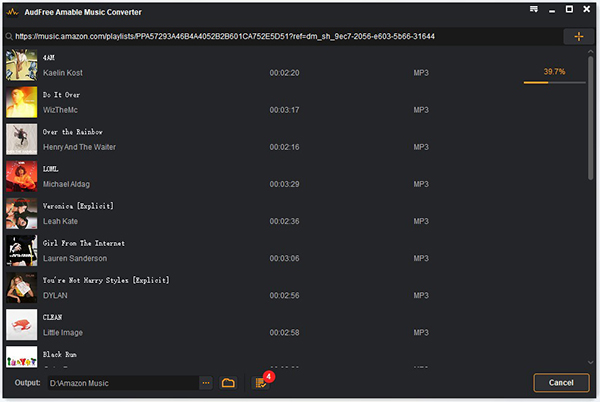 AudFree Amable Music Converter
https://music.amazon.com/playlists/PPA57293A46B4A4052B2B601CA752E5D51?ref=dm_sh_9ec7-2056-e603-5b66-31644
4AM
Kaelin Kost 00:02:20 MP3 39.7%
Do It Over
WizTheMc 00:03:17 MP3
Over the Rainbow
Henry And The Waiter 00:02:16 MP3
LOML
Michael Aldag 00:03:29 MP3
Veronica [Explicit]
Leah Kate 00:02:36 MP3
Girl From The Internet
Lauren Sanderson 00:03:06 MP3
You're Not Harry Styles [Explicit]
DYLAN 00:02:56 MP3
CLEAN
Little Image 00:02:58 MP3
Black Run
Output: D:\Amazon Music ... 4 Cancel